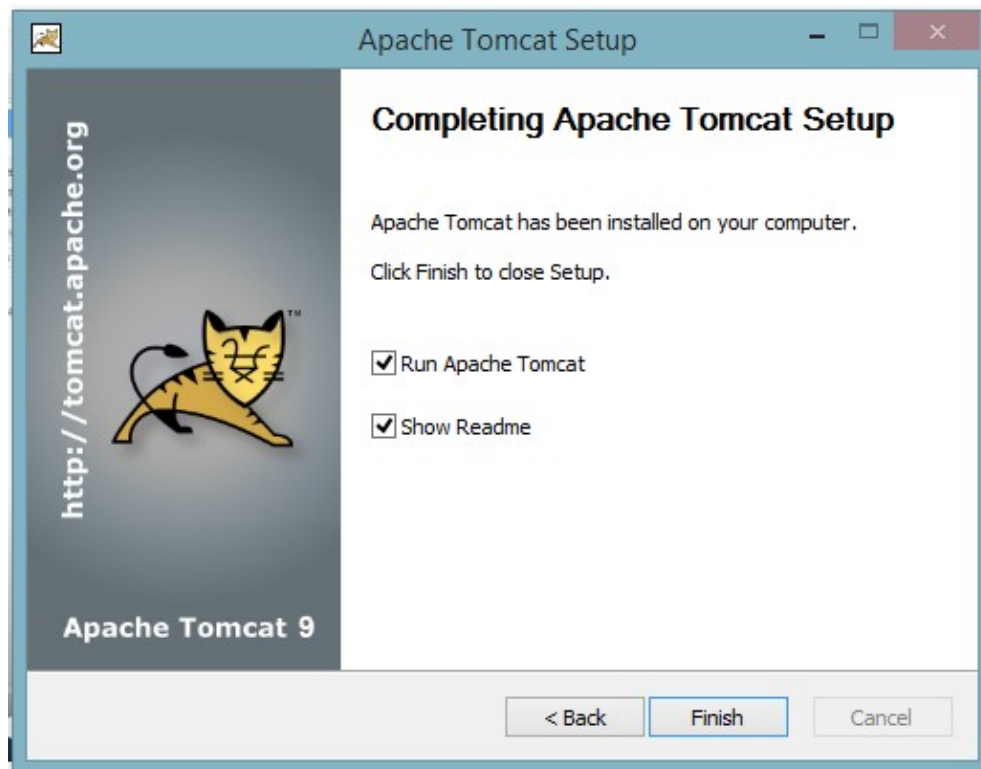 Apache Tomcat Setup
http://tomcat.apache.org
Completing Apache Tomcat Setup
Apache Tomcat has been installed on your computer.
Click Finish to close Setup.
Run Apache Tomcat
Show Readme
TM
Apache Tomcat 9
< Back
Finish
Cancel